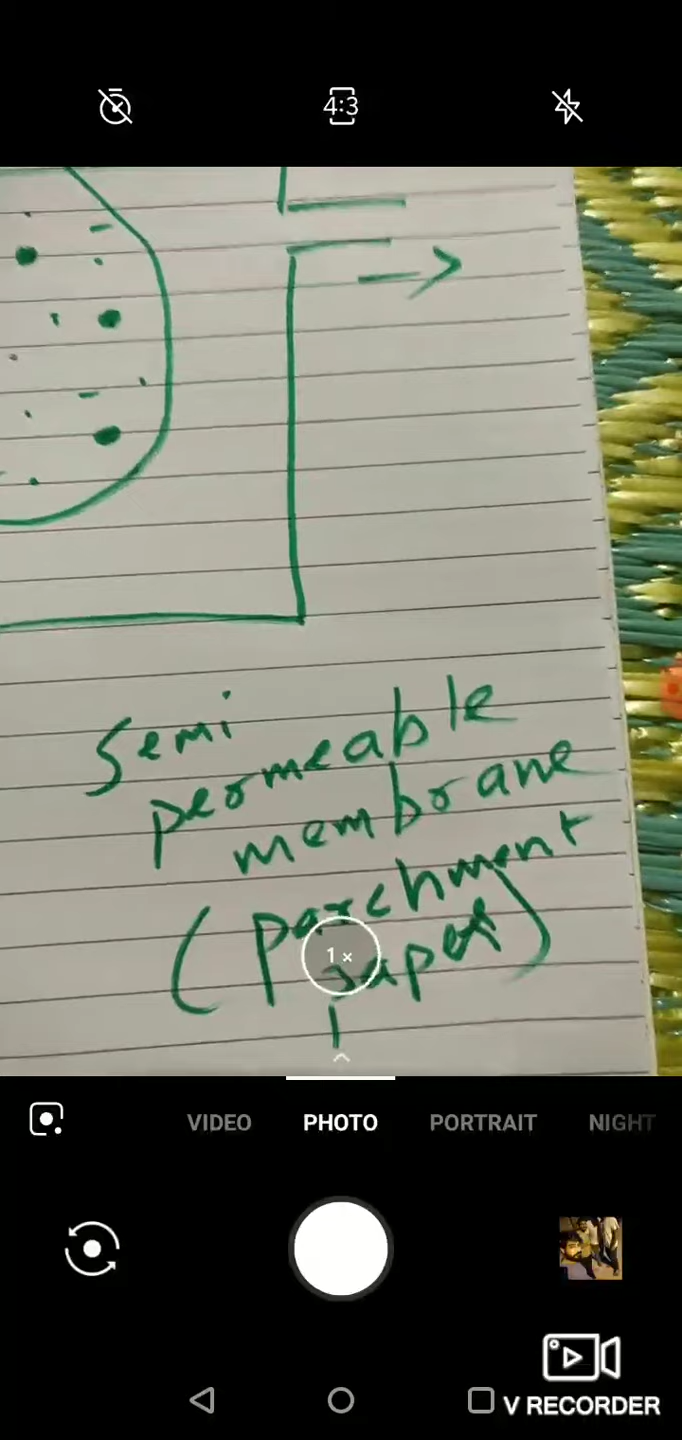 4:3
Semi
permeable
membrane
(parchment
paper)
1×
VIDEO PHOTO PORTRAIT NIGHT
V RECORDER